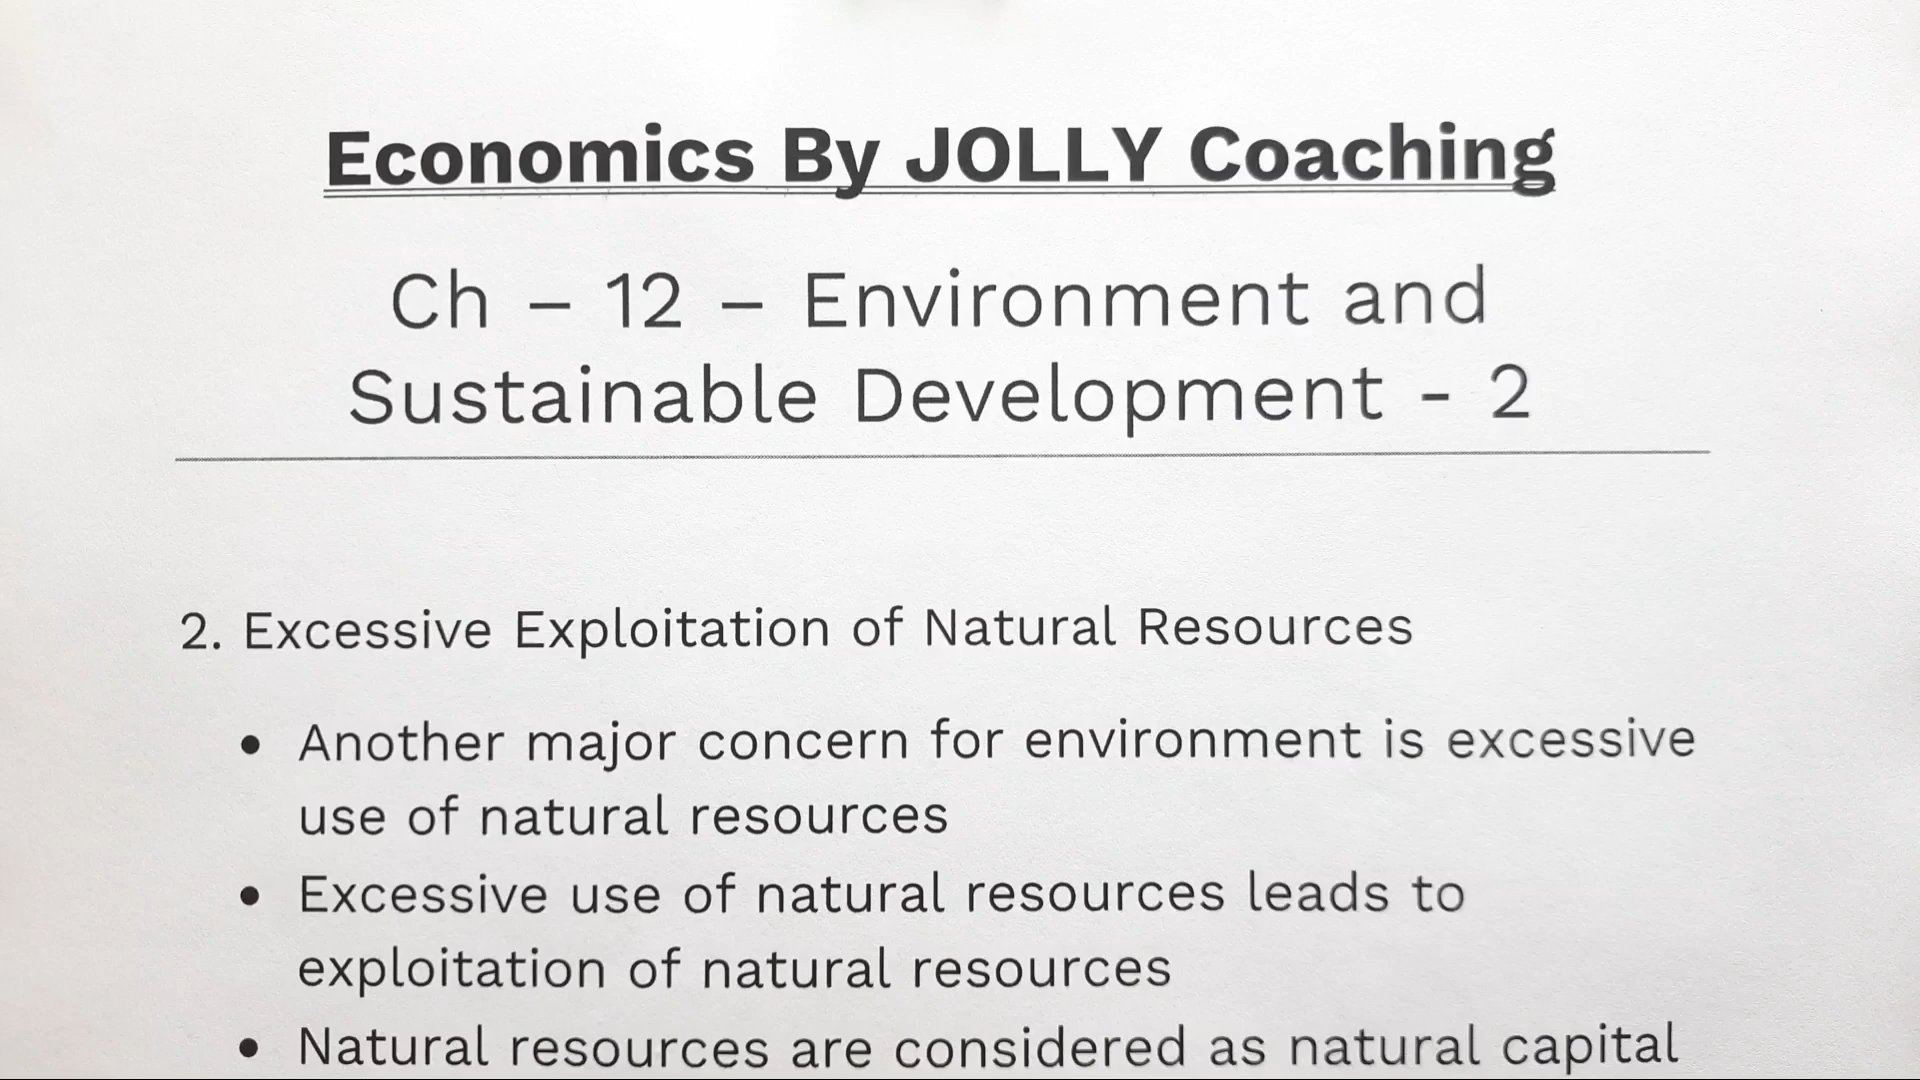 Economics By JOLLY Coaching
Ch – 12 – Environment and
Sustainable Development - 2
2. Excessive Exploitation of Natural Resources
• Another major concern for environment is excessive
use of natural resources
• Excessive use of natural resources leads to
exploitation of natural resources
• Natural resources are considered as natural capital